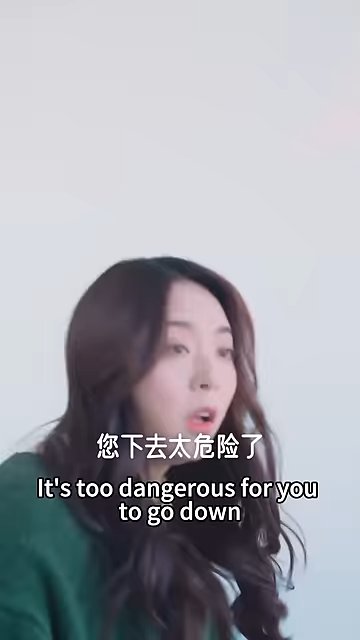 您下去太危险了
It's too dangerous for you
to go down